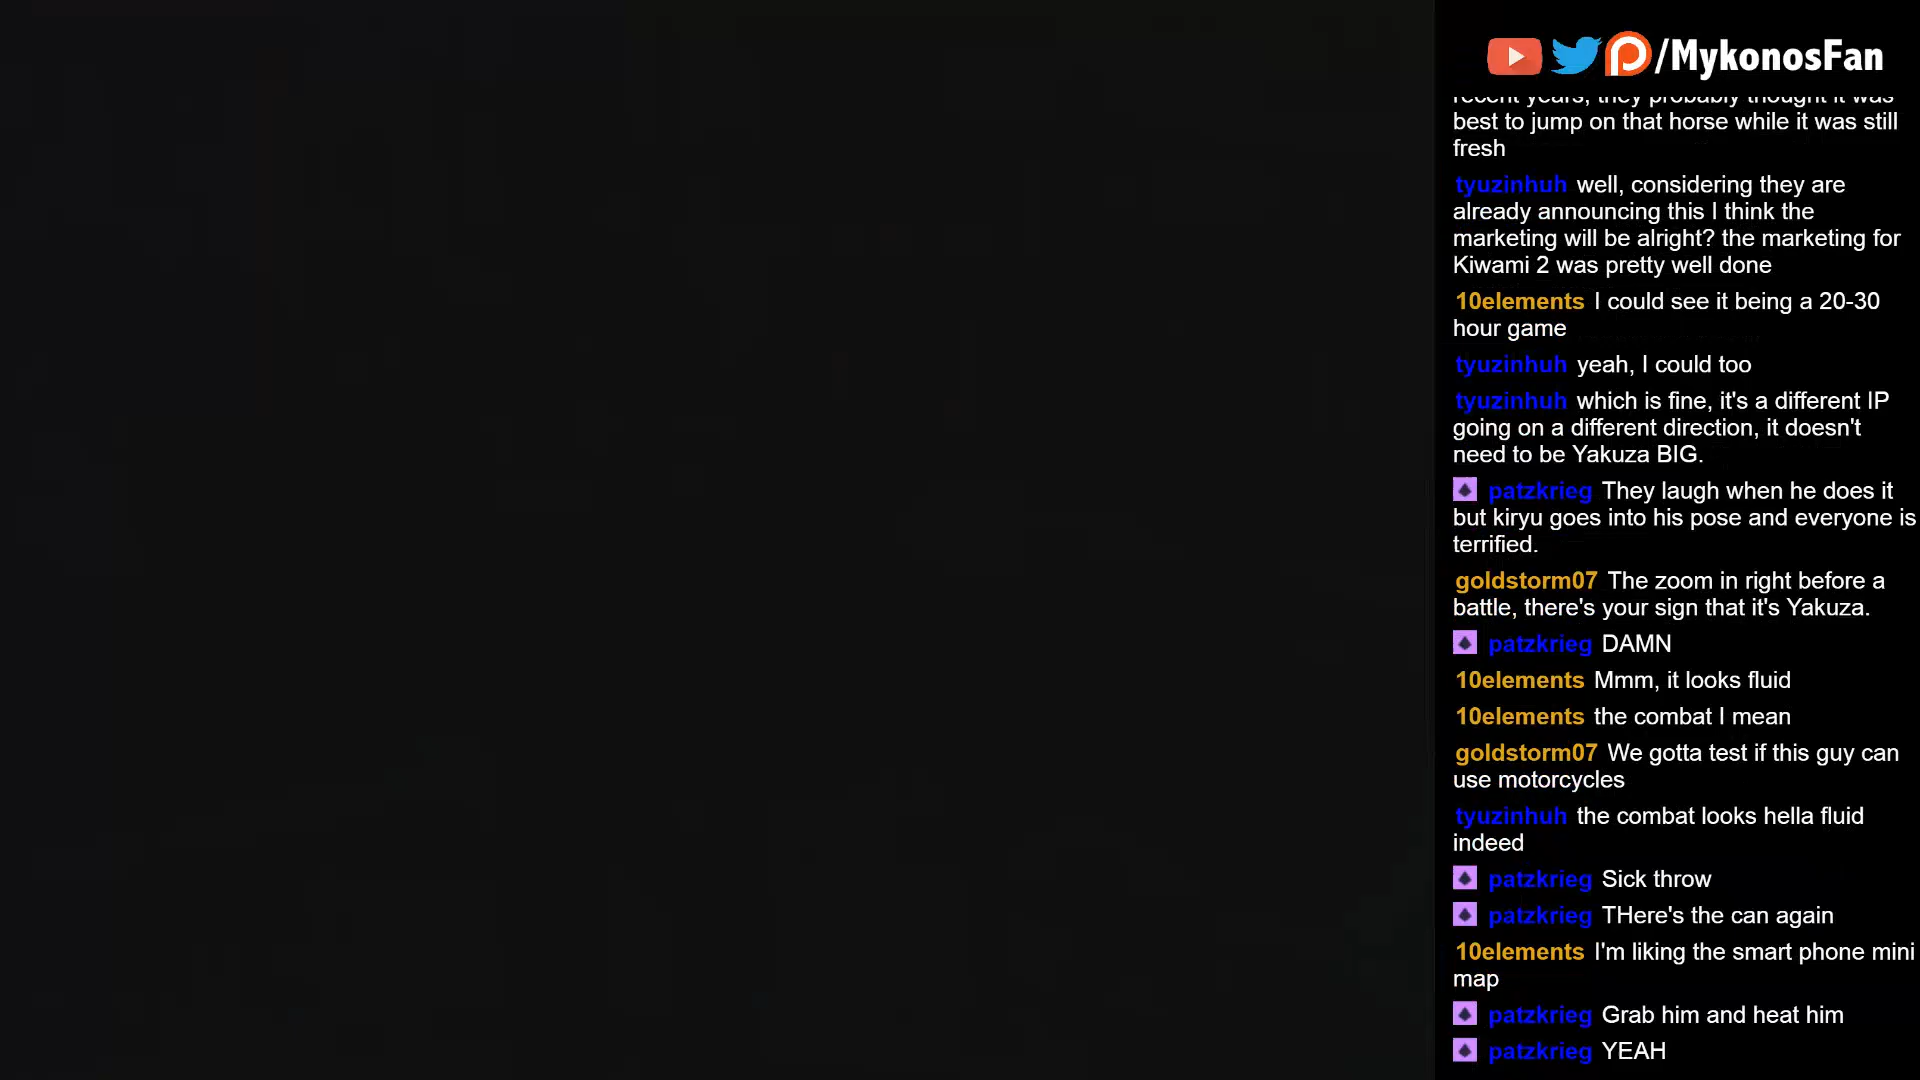 /MykonosFan
recent years, they probably thought it was
best to jump on that horse while it was still
fresh
tyuzinhuh well, considering they are
already announcing this I think the
marketing will be alright? the marketing for
Kiwami 2 was pretty well done
10elements I could see it being a 20-30
hour game
tyuzinhuh yeah, I could too
tyuzinhuh which is fine, it's a different IP
going on a different direction, it doesn't
need to be Yakuza BIG.
patzkrieg They laugh when he does it
but kiryu goes into his pose and everyone is
terrified.
goldstorm07 The zoom in right before a
battle, there's your sign that it's Yakuza.
patzkrieg DAMN
10elements Mmm, it looks fluid
10elements the combat I mean
goldstorm07 We gotta test if this guy can
use motorcycles
tyuzinhuh the combat looks hella fluid
indeed
patzkrieg Sick throw
patzkrieg THere's the can again
10elements I'm liking the smart phone mini
map
patzkrieg Grab him and heat him
patzkrieg YEAH